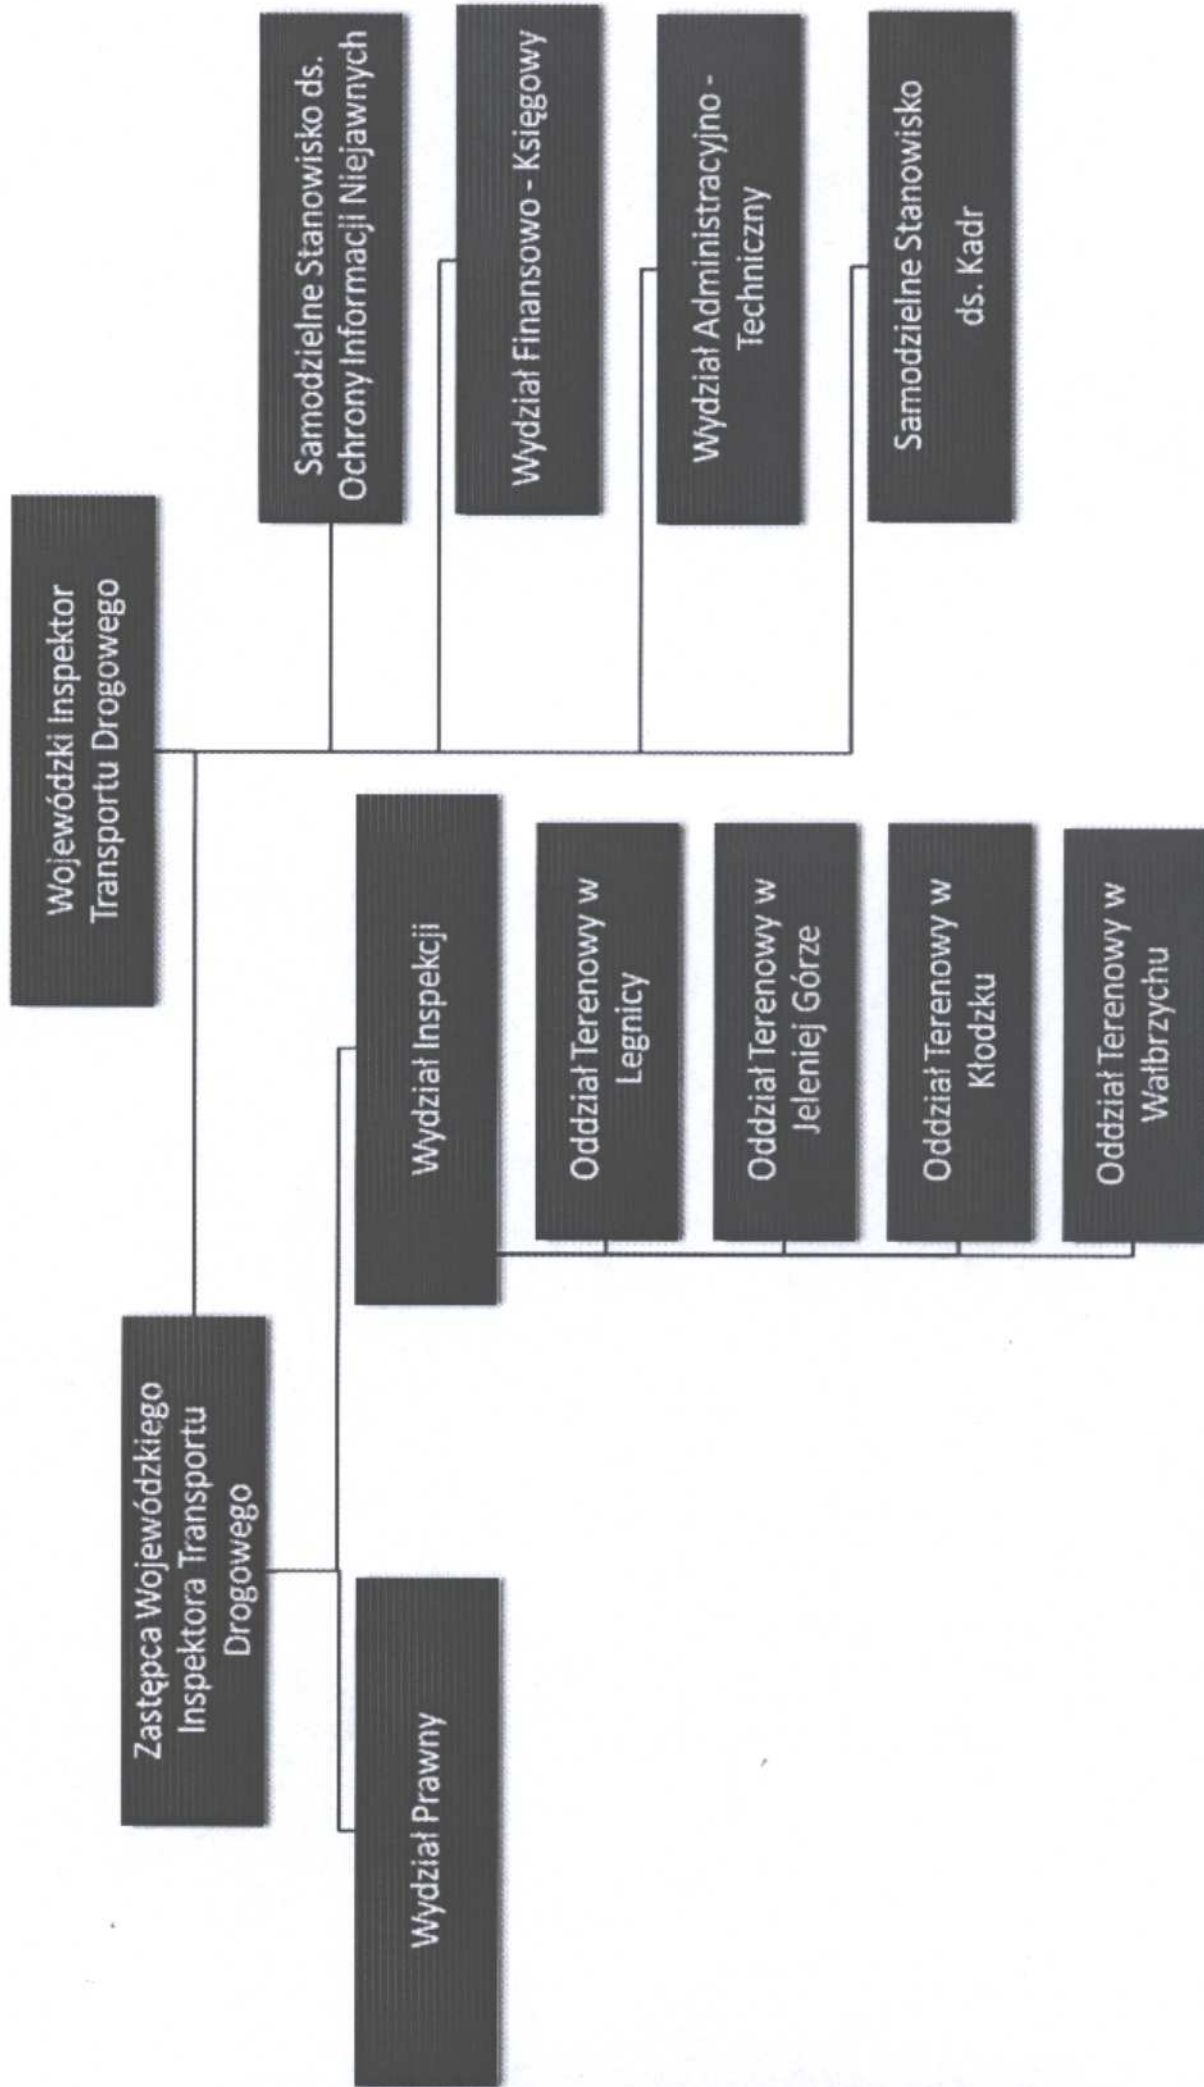 Wojewódzki Inspektor
Transportu Drogowego
Zastępca Wojewódzkiego
Inspektora Transportu
Drogowego
Wydział Prawny
Wydział Inspekcji
Oddział Terenowy w
Legnicy
Oddział Terenowy w
Jeleniej Górze
Oddział Terenowy w
Kłodzku
Oddział Terenowy w
Wałbrzychu
Samodzielne Stanowisko ds.
Ochrony Informacji Niejawnych
Wydział Finansowo - Księgowy
Wydział Administracyjno -
Techniczny
Samodzielne Stanowisko
ds. Kadr